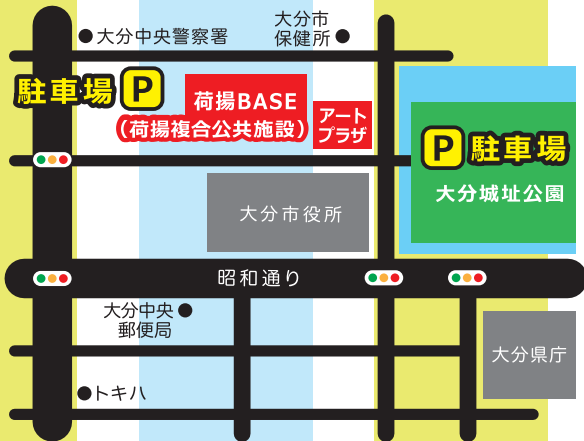 大分中央警察署
大分市
保健所
駐車場 P
荷揚BASE
(荷揚複合公共施設)
アート
プラザ
P 駐車場
大分城址公園
大分市役所
昭和通り
大分中央
郵便局
大分県庁
トキハ